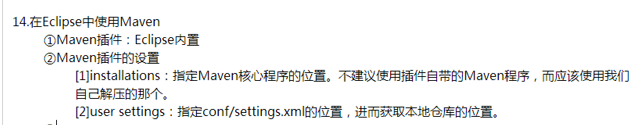 14.在Eclipse中使用Maven
①Maven插件：Eclipse内置
②Maven插件的设置
[1]installations：指定Maven核心程序的位置。不建议使用插件自带的Maven程序，而应该使用我们
自己解压的那个。
[2]user settings：指定conf/settings.xml的位置，进而获取本地仓库的位置。